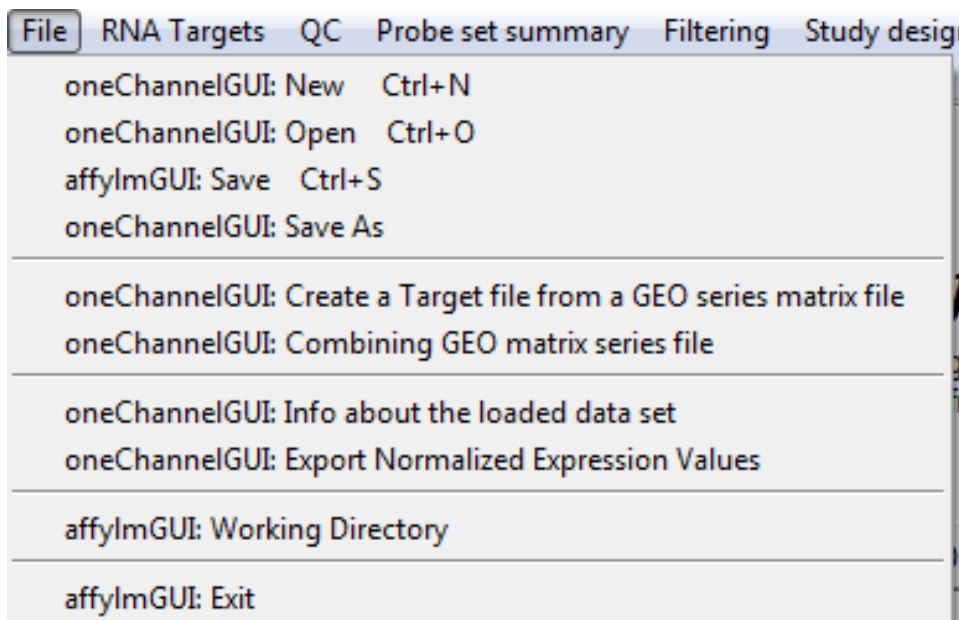 File RNA Targets QC Probe set summary Filtering Study desig
oneChannelGUI: New Ctrl+N
oneChannelGUI: Open Ctrl+O
affylmGUI: Save Ctrl+S
oneChannelGUI: Save As
oneChannelGUI: Create a Target file from a GEO series matrix file
oneChannelGUI: Combining GEO matrix series file
oneChannelGUI: Info about the loaded data set
oneChannelGUI: Export Normalized Expression Values
affylmGUI: Working Directory
affylmGUI: Exit